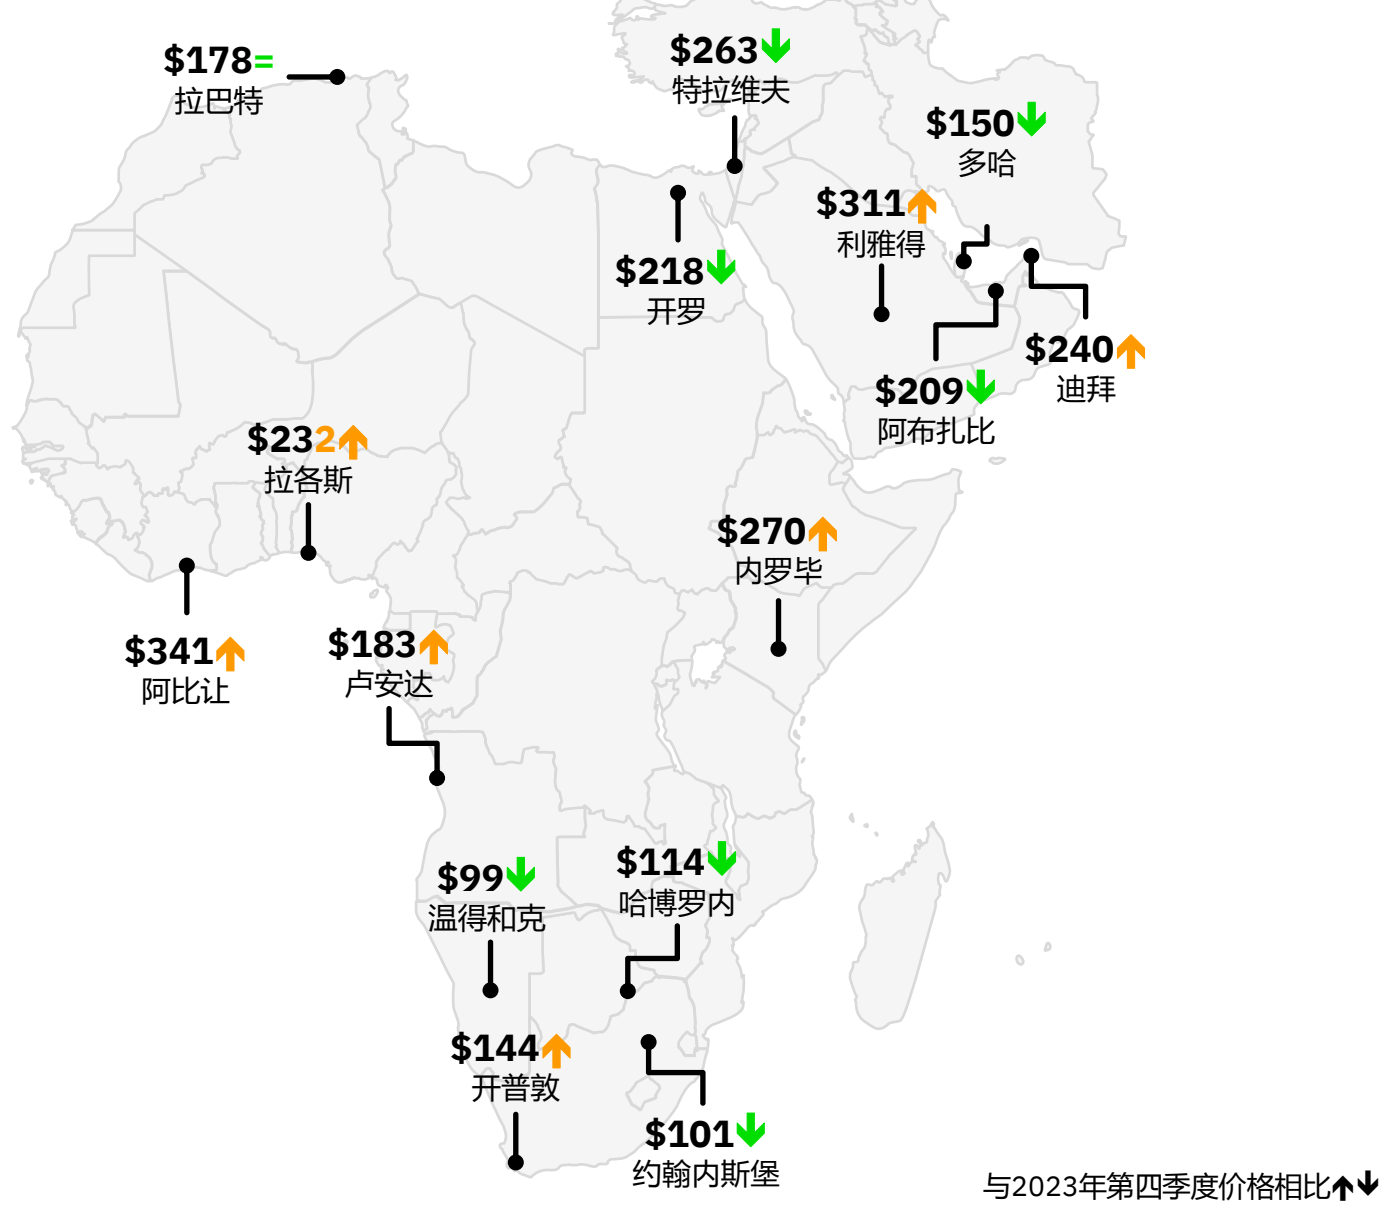 $178=
拉巴特
$263↓
特拉维夫
$150↓
多哈
$311↑
利雅得
$218↓
开罗
$240↑
迪拜
$209↓
阿布扎比
$232↑
拉各斯
$270↑
内罗毕
$341↑
阿比让
$183↑
卢安达
$99↓
温得和克
$114↓
哈博罗内
$144↑
开普敦
$101↓
约翰内斯堡
与2023年第四季度价格相比↑↓